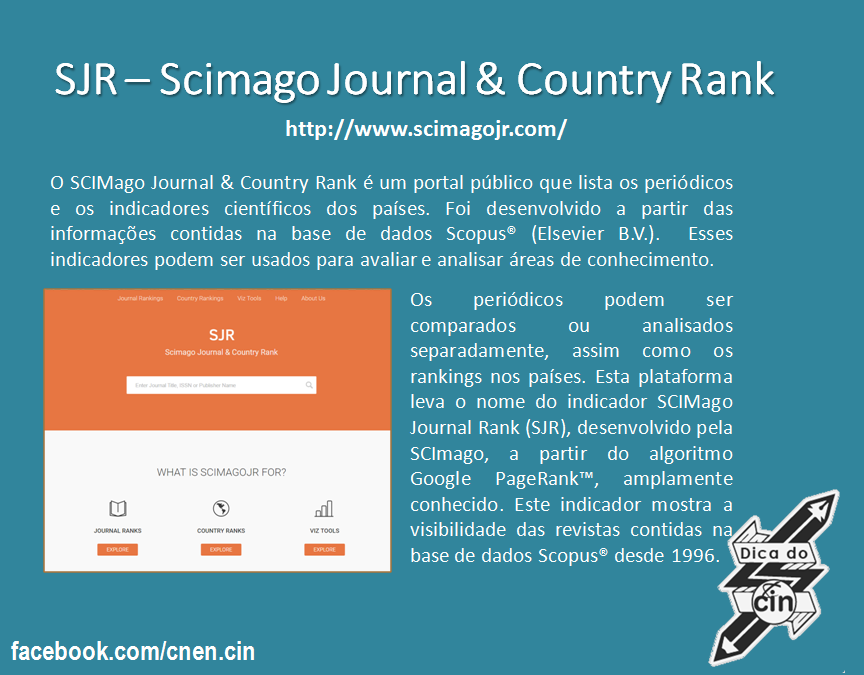 SJR – Scimago Journal & Country Rank
http://www.scimagojr.com/
O SCIMago Journal & Country Rank é um portal público que lista os periódicos
e os indicadores científicos dos países. Foi desenvolvido a partir das
informações contidas na base de dados Scopus® (Elsevier B.V.). Esses
indicadores podem ser usados para avaliar e analisar áreas de conhecimento.
Journal Rankings Country Rankings Viz Tools Help About Us
SJR
Scimago Journal & Country Rank
Enter Journal Title, ISSN or Publisher Name
WHAT IS SCIMAGOJR FOR?
JOURNAL RANKS COUNTRY RANKS VIZ TOOLS
EXPLORE EXPLORE EXPLORE
Os periódicos podem ser
comparados ou analisados
separadamente, assim como os
rankings nos países. Esta plataforma
leva o nome do indicador SCIMago
Journal Rank (SJR), desenvolvido pela
SCImago, a partir do algoritmo
Google PageRank™, amplamente
conhecido. Este indicador mostra a
visibilidade das revistas contidas na
base de dados Scopus® desde 1996.
Dica do
cin
facebook.com/cnen.cin